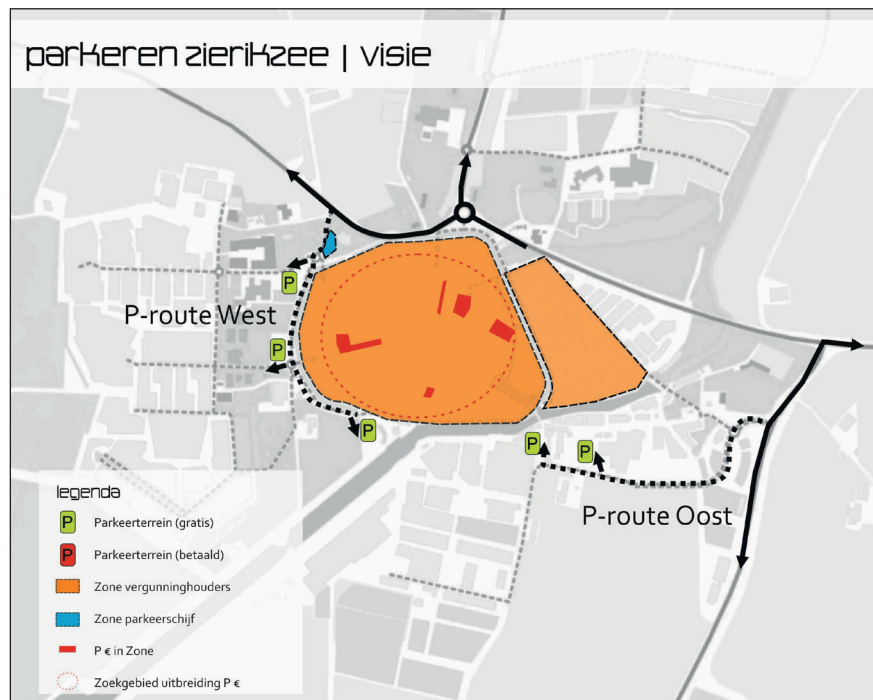 parkeren zierikzee | visie
P-route West
P
P
P
P
P
P-route Oost
legenda
P Parkeerterrein (gratis)
P Parkeerterrein (betaald)
Zone vergunninghouders
Zone parkeerschijf
P € in Zone
Zoekgebied uitbreiding P €